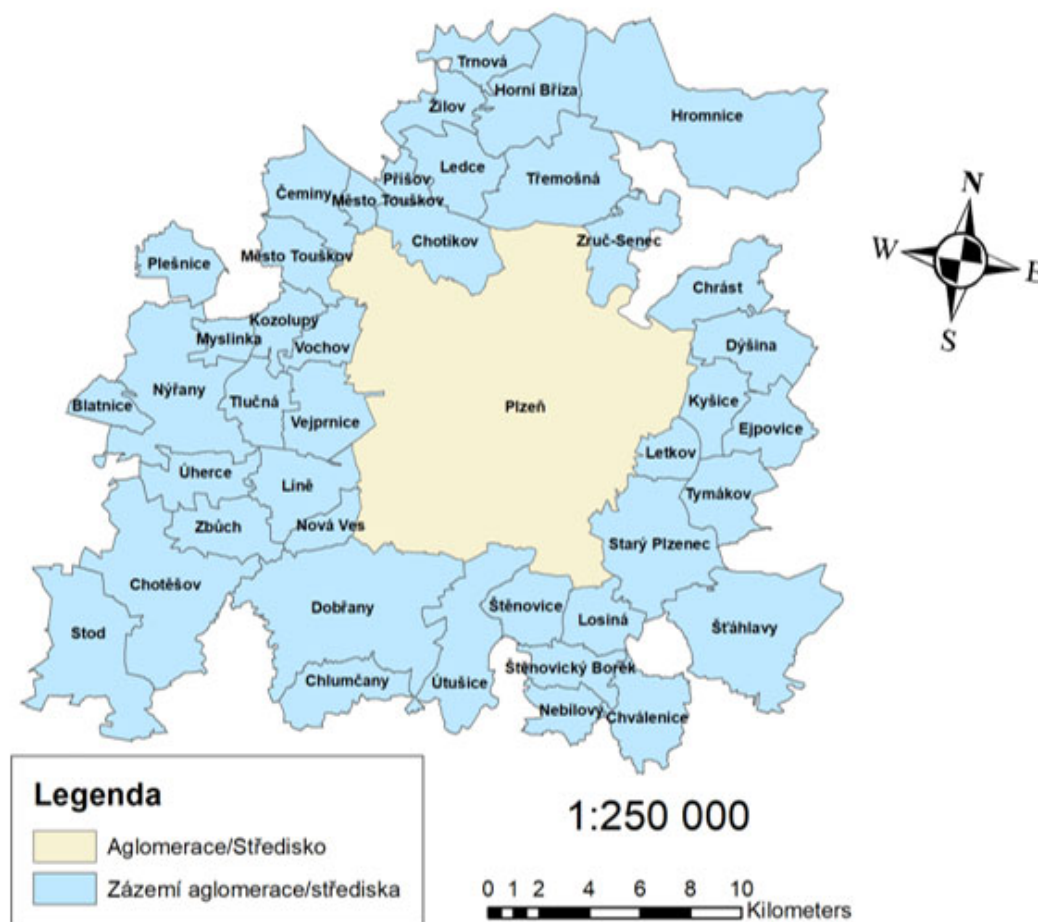 Trnová
Horní Bříza
Žilov
Hromnice
Příšov
Ledce
Třemošná
Čeminy
Město Touškov
Chotíkov
Zruč-Senec
Město Touškov
Plešnice
Chrást
Kozolupy
Myslinka
Vochov
Dýšina
Nýřany
Tlučná
Blatnice
Vejprnice
Plzeň
Kyšice
Ejpovice
Letkov
Úherce
Líně
Tymákov
Zbůch
Nová Ves
Starý Plzenec
Chotěšov
Dobřany
Štěnovice
Losiná
Stod
Šťáhlavy
Štěnovický Borek
Chlumčany
Útušice
Nebílovy
Chválenice
N
W
E
S
Legenda
Aglomerace/Středisko
Zázemí aglomerace/střediska
1:250 000
0 1 2 4 6 8 10
Kilometers